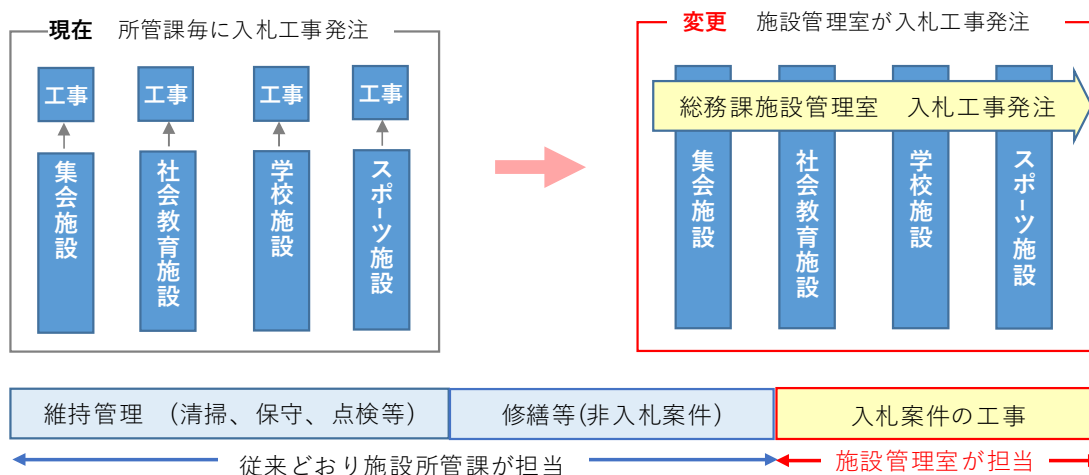 現在 所管課毎に入札工事発注
工事
工事
工事
工事
集会施設
社会教育施設
学校施設
スポーツ施設
変更 施設管理室が入札工事発注
総務課施設管理室 入札工事発注
集会施設
社会教育施設
学校施設
スポーツ施設
維持管理 (清掃、保守、点検等)
修繕等(非入札案件)
入札案件の工事
従来どおり施設所管課が担当
施設管理室が担当